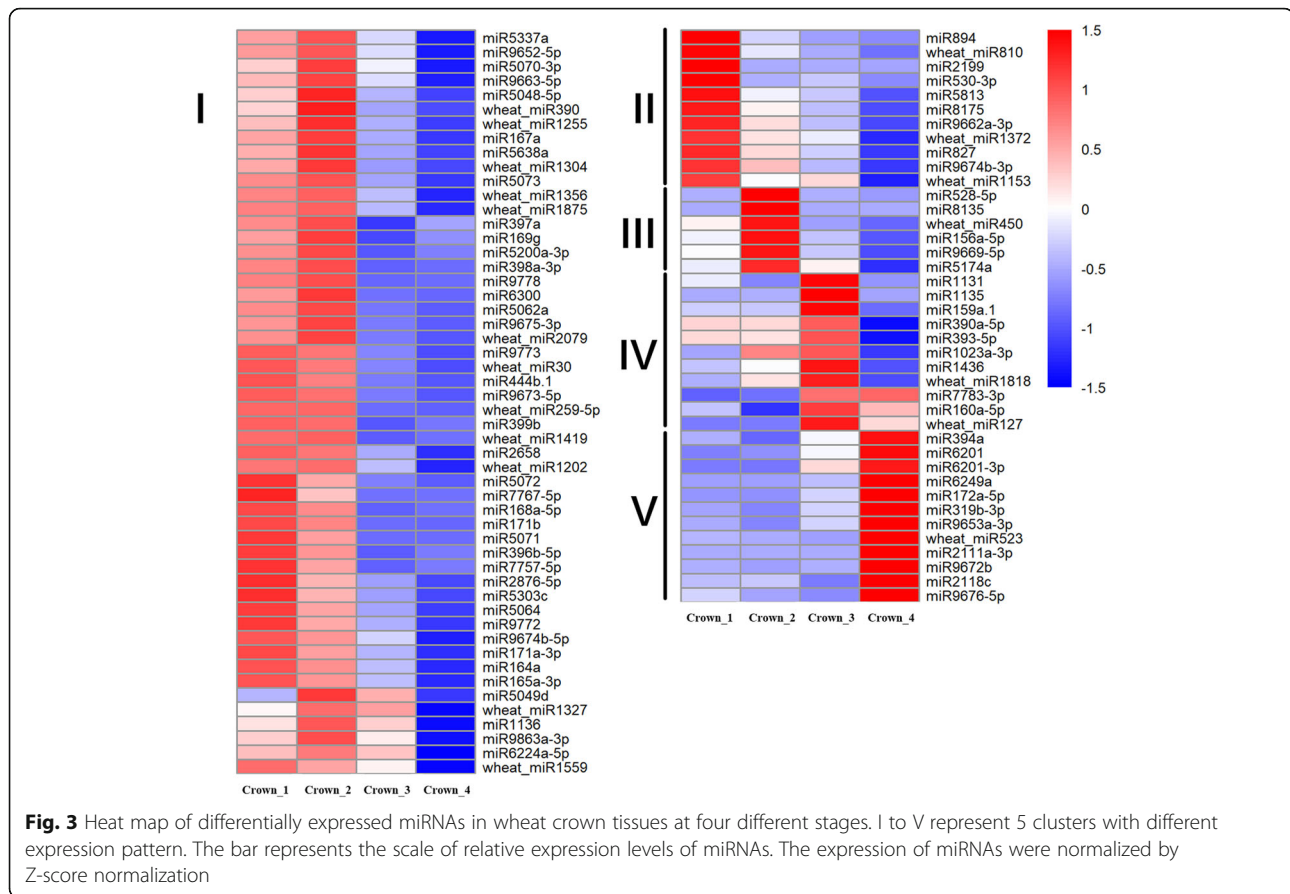 I
miR5337a
miR9652-5p
miR5070-3p
miR9663-5p
miR5048-5p
wheat_miR390
wheat_miR1255
miR167a
miR5638a
wheat_miR1304
miR5073
wheat_miR1356
wheat_miR1875
miR397a
miR169g
miR5200a-3p
miR398a-3p
miR9778
miR6300
miR5062a
miR9675-3p
wheat_miR2079
miR9773
wheat_miR30
miR444b.1
miR9673-5p
wheat_miR259-5p
miR399b
wheat_miR1419
miR2658
wheat_miR1202
miR5072
miR7767-5p
miR168a-5p
miR171b
miR5071
miR396b-5p
miR7757-5p
miR2876-5p
miR5303c
miR5064
miR9772
miR9674b-5p
miR171a-3p
miR164a
miR165a-3p
miR5049d
wheat_miR1327
miR1136
miR9863a-3p
miR6224a-5p
wheat_miR1559
Crown_1 Crown_2 Crown_3 Crown_4
II
miR894
wheat_miR810
miR2199
miR530-3p
miR5813
miR8175
miR9662a-3p
wheat_miR1372
miR827
miR9674b-3p
wheat_miR1153
III
miR528-5p
miR8135
wheat_miR450
miR156a-5p
miR9669-5p
miR5174a
IV
miR1131
miR1135
miR159a.1
miR390a-5p
miR393-5p
miR1023a-3p
miR1436
wheat_miR1818
miR7783-3p
miR160a-5p
wheat_miR127
V
miR394a
miR6201
miR6201-3p
miR6249a
miR172a-5p
miR319b-3p
miR9653a-3p
wheat_miR523
miR2111a-3p
miR9672b
miR2118c
miR9676-5p
Crown_1 Crown_2 Crown_3 Crown_4
1.5
1
0.5
0
-0.5
-1
-1.5
Fig. 3 Heat map of differentially expressed miRNAs in wheat crown tissues at four different stages. I to V represent 5 clusters with different
expression pattern. The bar represents the scale of relative expression levels of miRNAs. The expression of miRNAs were normalized by
Z-score normalization